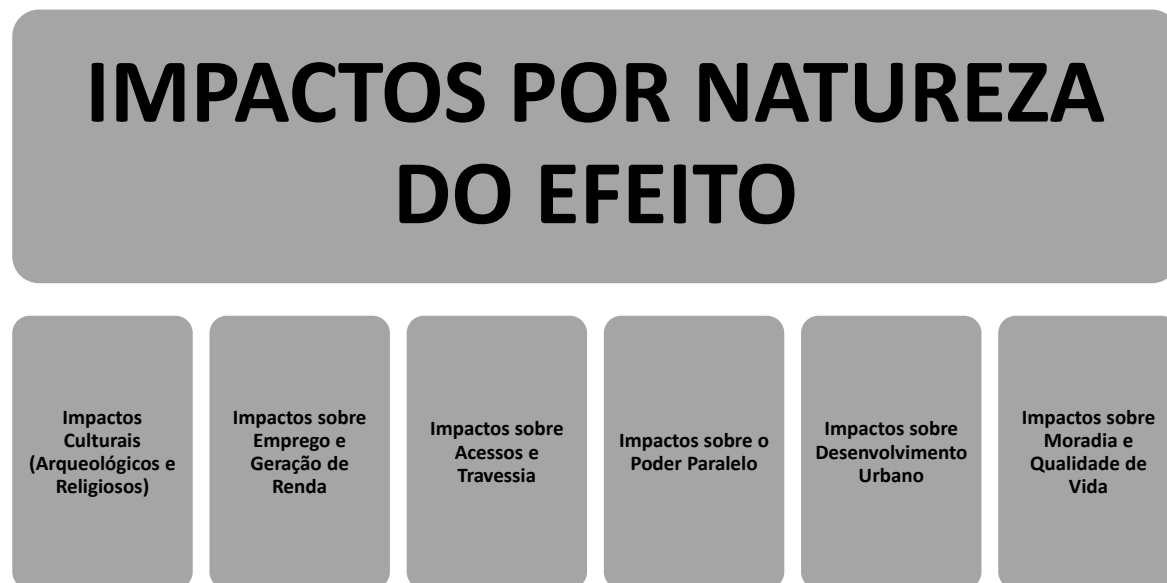 IMPACTOS POR NATUREZA
DO EFEITO
Impactos
Culturais
(Arqueológicos e
Religiosos)
Impactos sobre
Emprego e
Geração de
Renda
Impactos sobre
Acessos e
Travessia
Impactos sobre o
Poder Paralelo
Impactos sobre
Desenvolvimento
Urbano
Impactos sobre
Moradia e
Qualidade de
Vida